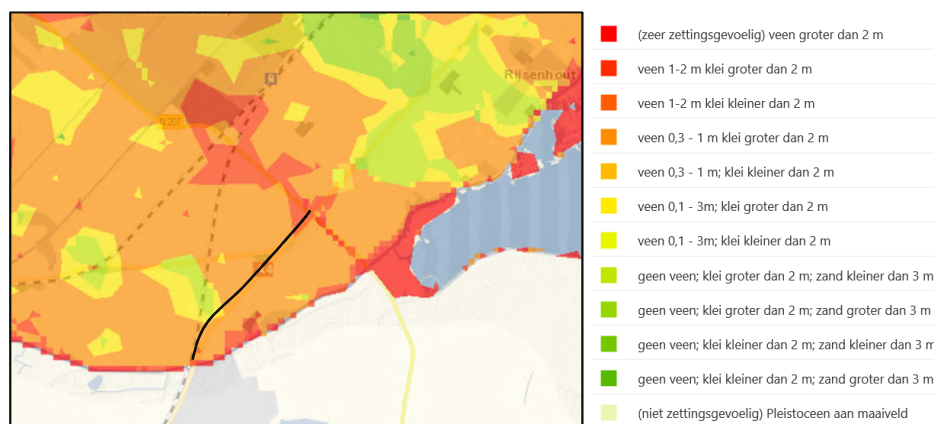 Rijsenhout
N 207
(zeer zettingsgevoelig) veen groter dan 2 m
veen 1-2 m klei groter dan 2 m
veen 1-2 m klei kleiner dan 2 m
veen 0,3 - 1 m klei groter dan 2 m
veen 0,3 - 1 m; klei kleiner dan 2 m
veen 0,1 - 3m; klei groter dan 2 m
veen 0,1 - 3m; klei kleiner dan 2 m
geen veen; klei groter dan 2 m; zand kleiner dan 3 m
geen veen; klei groter dan 2 m; zand groter dan 3 m
geen veen; klei kleiner dan 2 m; zand kleiner dan 3 m
geen veen; klei kleiner dan 2 m; zand groter dan 3 m
(niet zettingsgevoelig) Pleistoceen aan maaiveld